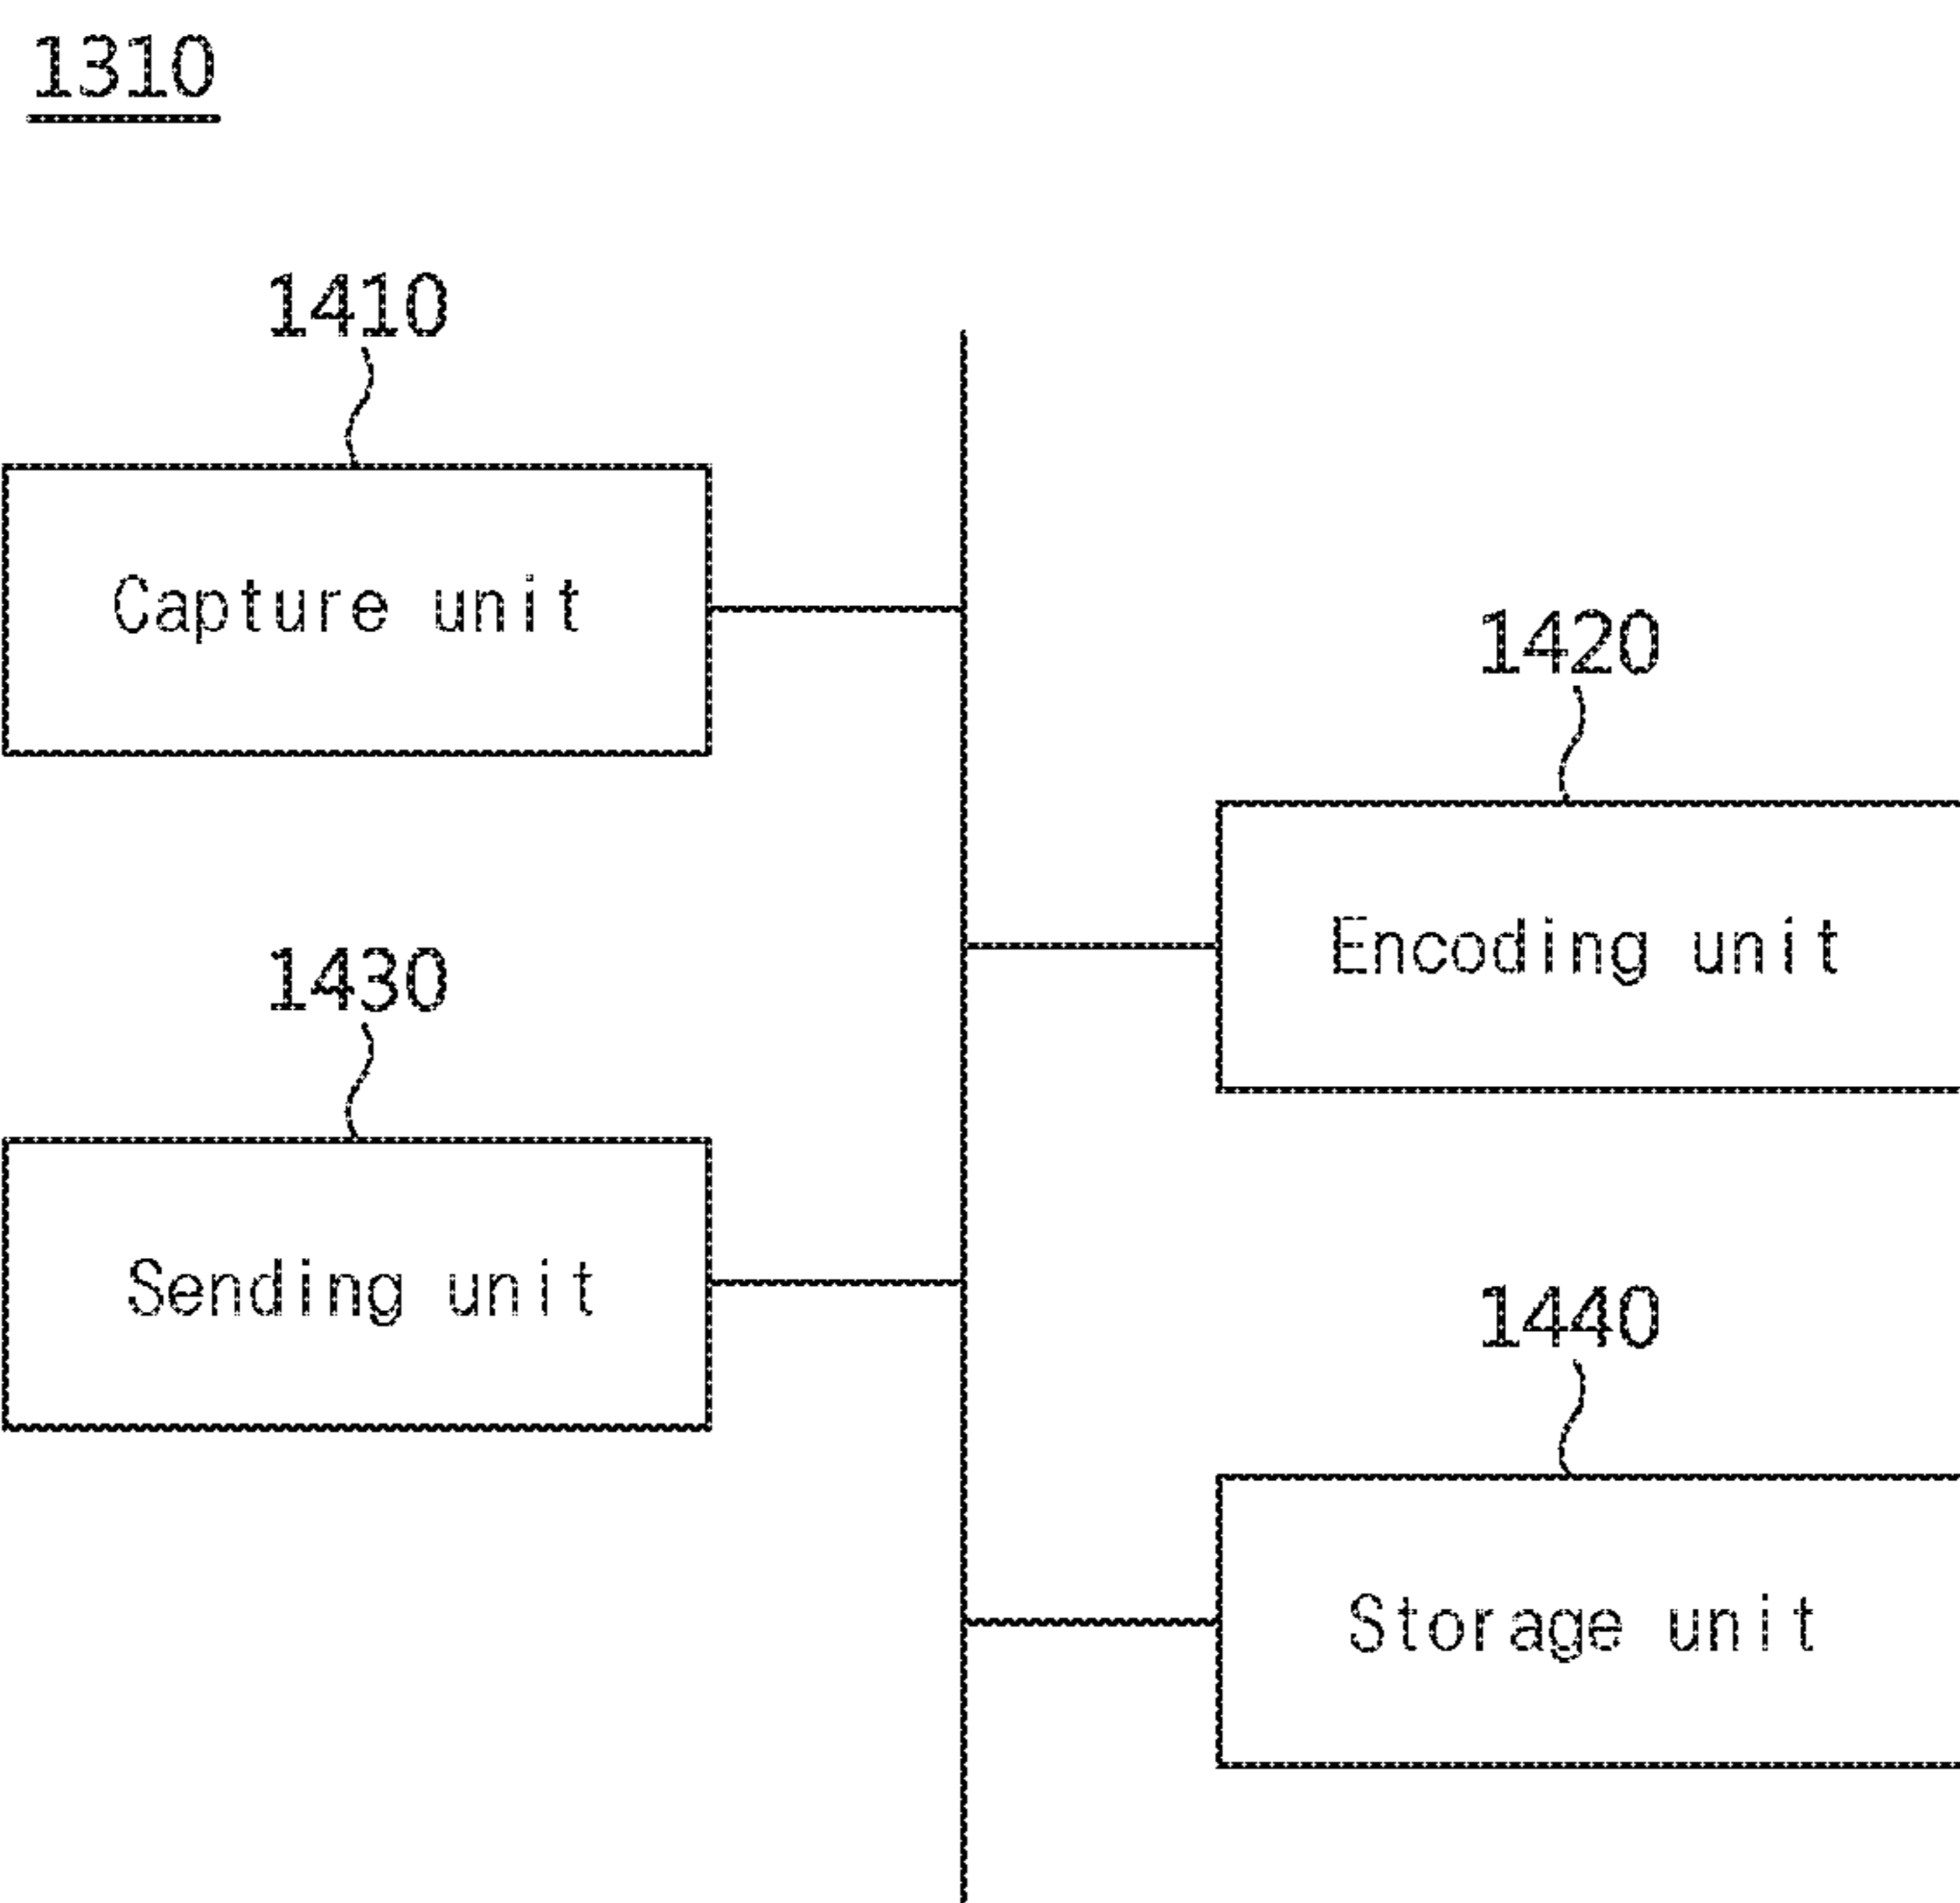 1310
1410
Capture unit
1420
Encoding unit
1430
Sending unit
1440
Storage unit